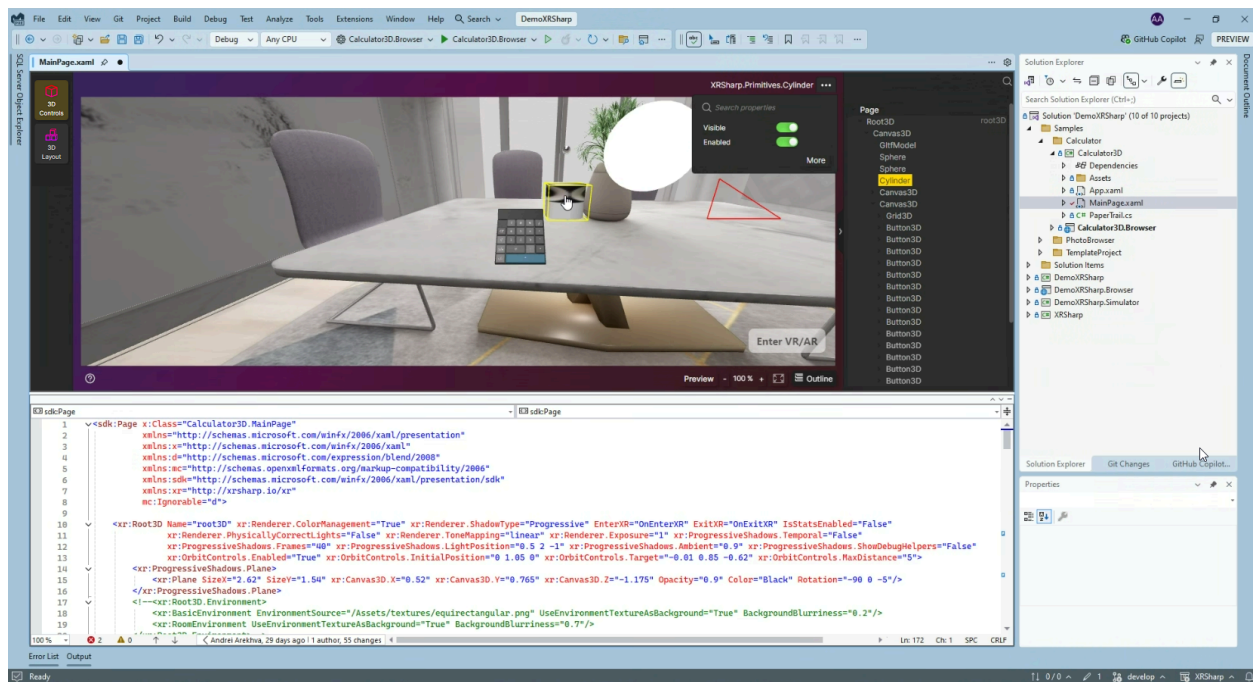 File Edit View Git Project Build Debug Test Analyze Tools Extensions Window Help Search DemoXRSharp AA
Debug Any CPU Calculator3D.Browser Calculator3D.Browser GitHub Copilot PREVIEW
SQL Server Object Explorer
MainPage.xaml
3D
Controls
3D
Layout
XRSharp.Primitives.Cylinder
Search properties
Visible
Enabled
More
Enter VR/AR
Preview - 100 % + Outline
Page
Root3D root3D
Canvas3D
GltfModel
Sphere
Sphere
Cylinder
Canvas3D
Canvas3D
Grid3D
Button3D
Button3D
Button3D
Button3D
Button3D
Button3D
Button3D
Button3D
Button3D
Button3D
Button3D
Button3D
Button3D
Button3D
sdk:Page sdk:Page
1 <sdk:Page x:Class="Calculator3D.MainPage"
2 xmlns="http://schemas.microsoft.com/winfx/2006/xaml/presentation"
3 xmlns:x="http://schemas.microsoft.com/winfx/2006/xaml"
4 xmlns:d="http://schemas.microsoft.com/expression/blend/2008"
5 xmlns:mc="http://schemas.openxmlformats.org/markup-compatibility/2006"
6 xmlns:sdk="http://schemas.microsoft.com/winfx/2006/xaml/presentation/sdk"
7 xmlns:xr="http://xrsharp.io/xr"
8 mc:Ignorable="d">
9
10 <xr:Root3D Name="root3D" xr:Renderer.ColorManagement="True" xr:Renderer.ShadowType="Progressive" EnterXR="OnEnterXR" ExitXR="OnExitXR" IsStatsEnabled="False"
11 xr:Renderer.PhysicallyCorrectLights="False" xr:Renderer.ToneMapping="linear" xr:Renderer.Exposure="1" xr:ProgressiveShadows.Temporal="False"
12 xr:ProgressiveShadows.Frames="40" xr:ProgressiveShadows.LightPosition="0.5 2 -1" xr:ProgressiveShadows.Ambient="0.9" xr:ProgressiveShadows.ShowDebugHelpers="False"
13 xr:OrbitControls.Enabled="True" xr:OrbitControls.InitialPosition="0 1.05 0" xr:OrbitControls.Target="-0.01 0.85 -0.62" xr:OrbitControls.MaxDistance="5">
14 <xr:ProgressiveShadows.Plane>
15 <xr:Plane SizeX="2.62" SizeY="1.54" xr:Canvas3D.X="0.52" xr:Canvas3D.Y="0.765" xr:Canvas3D.Z="-1.175" Opacity="0.9" Color="Black" Rotation="-90 0 -5"/>
16 </xr:ProgressiveShadows.Plane>
17 <!--<xr:Root3D.Environment>
18 <xr:BasicEnvironment EnvironmentSource="/Assets/textures/equirectangular.png" UseEnvironmentTextureAsBackground="True" BackgroundBlurriness="0.2"/>
19 <xr:RoomEnvironment UseEnvironmentTextureAsBackground="True" BackgroundBlurriness="0.7"/>
100 % 2 0 Andrei Arekhva, 29 days ago | 1 author, 55 changes Ln: 172 Ch: 1 SPC CRLF
Error List Output
Ready 0/0 1 develop XRSharp
Solution Explorer
Search Solution Explorer (Ctrl+;)
Solution 'DemoXRSharp' (10 of 10 projects)
Samples
Calculator
Calculator3D
Dependencies
Assets
App.xaml
MainPage.xaml
PaperTrail.cs
Calculator3D.Browser
PhotoBrowser
TemplateProject
Solution Items
DemoXRSharp
DemoXRSharp.Browser
DemoXRSharp.Simulator
XRSharp
Solution Explorer Git Changes GitHub Copilot...
Properties
Document Outline